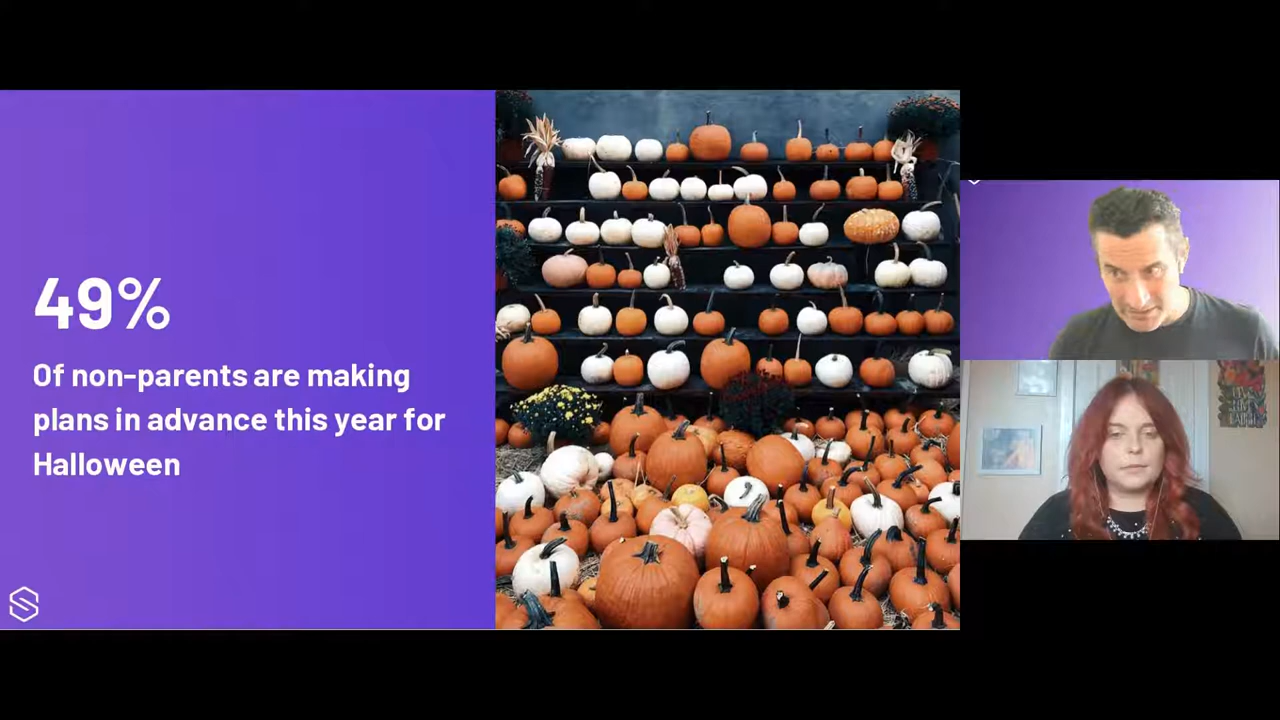 49%
Of non-parents are making
plans in advance this year for
Halloween